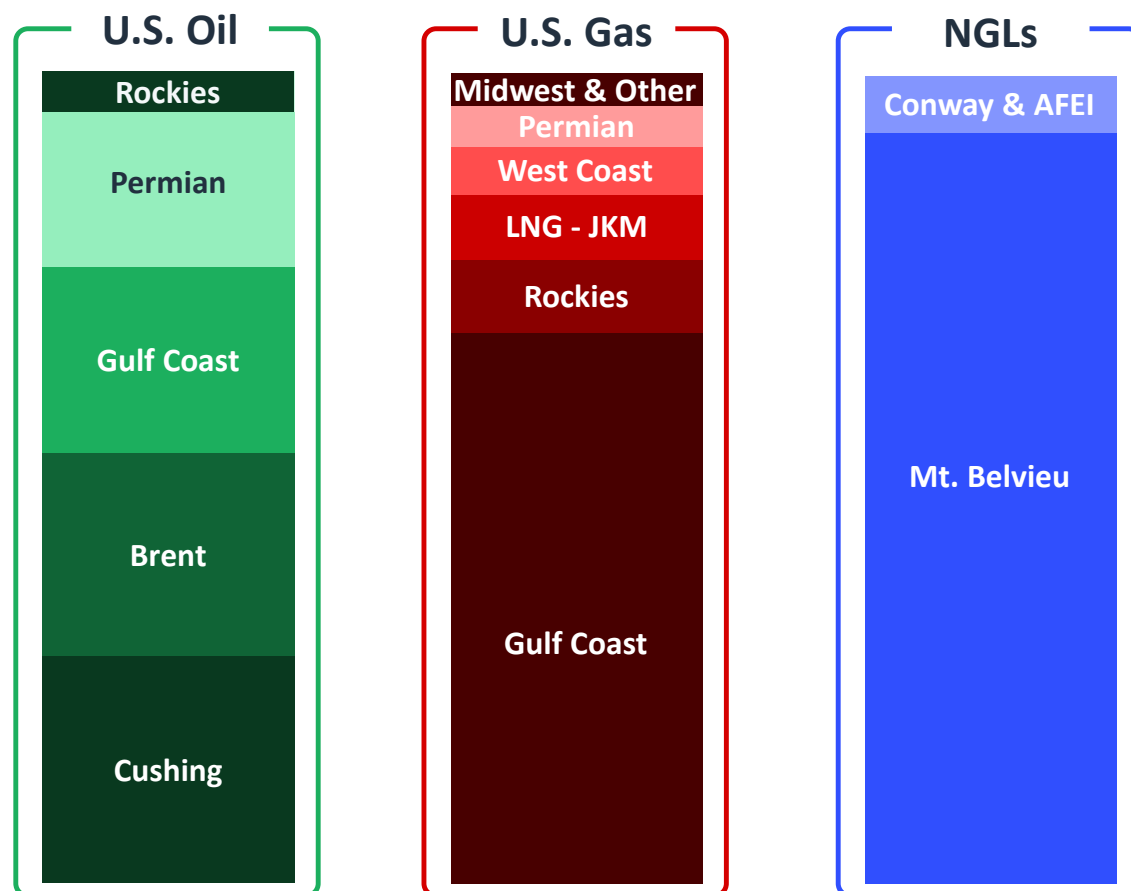 U.S. Oil
Rockies
Permian
Gulf Coast
Brent
Cushing
U.S. Gas
Midwest & Other
Permian
West Coast
LNG - JKM
Rockies
Gulf Coast
NGLs
Conway & AFEI
Mt. Belvieu